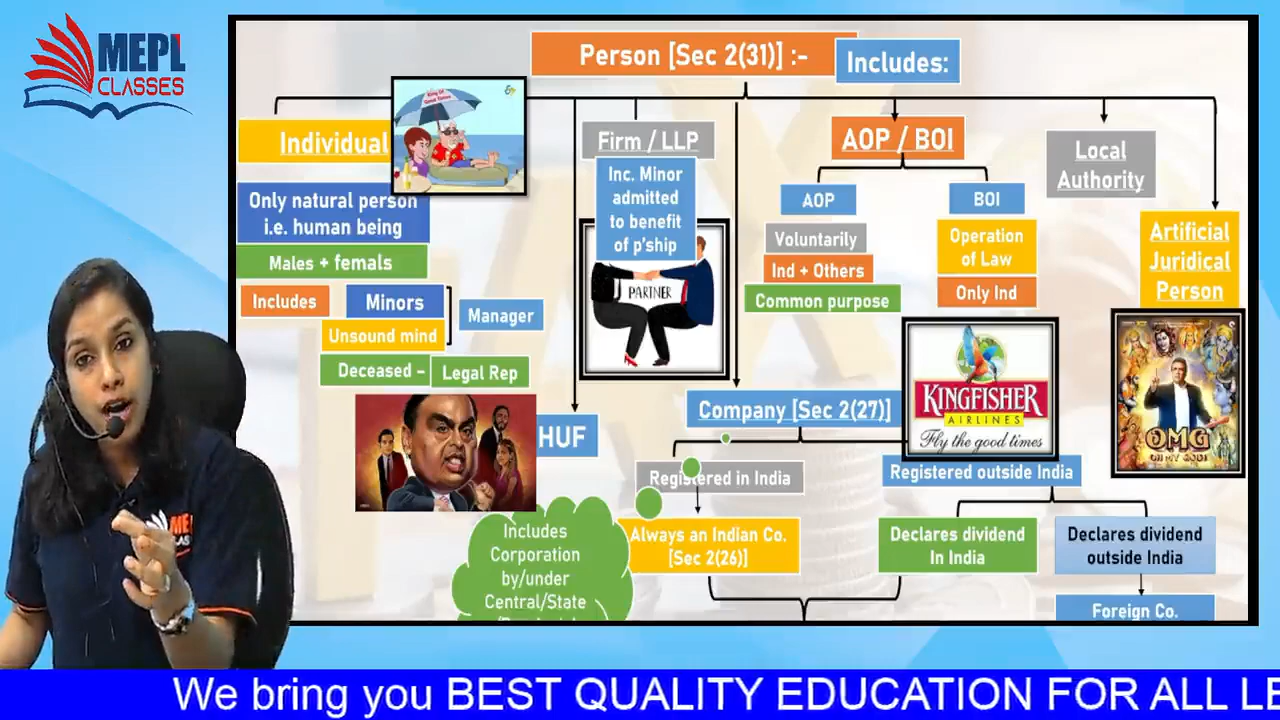 MEPL
CLASSES
Person [Sec 2(31)] :-
Includes:
Individual
Only natural person
i.e. human being
Males + femals
Includes
Minors
Unsound mind
Manager
Deceased –
Legal Rep
HUF
Firm / LLP
Inc. Minor
admitted
to benefit
of p'ship
PARTNER
AOP / BOI
AOP
Voluntarily
Ind + Others
Common purpose
BOI
Operation
of Law
Only Ind
Local
Authority
Artificial
Juridical
Person
Company [Sec 2(27)]
KINGFISHER
AIRLINES
Fly the good times
OMG
OH MY GOD!
Registered in India
Registered outside India
Always an Indian Co.
[Sec 2(26)]
Declares dividend
In India
Declares dividend
outside India
Foreign Co.
Includes
Corporation
by/under
Central/State
We bring you BEST QUALITY EDUCATION FOR ALL LE